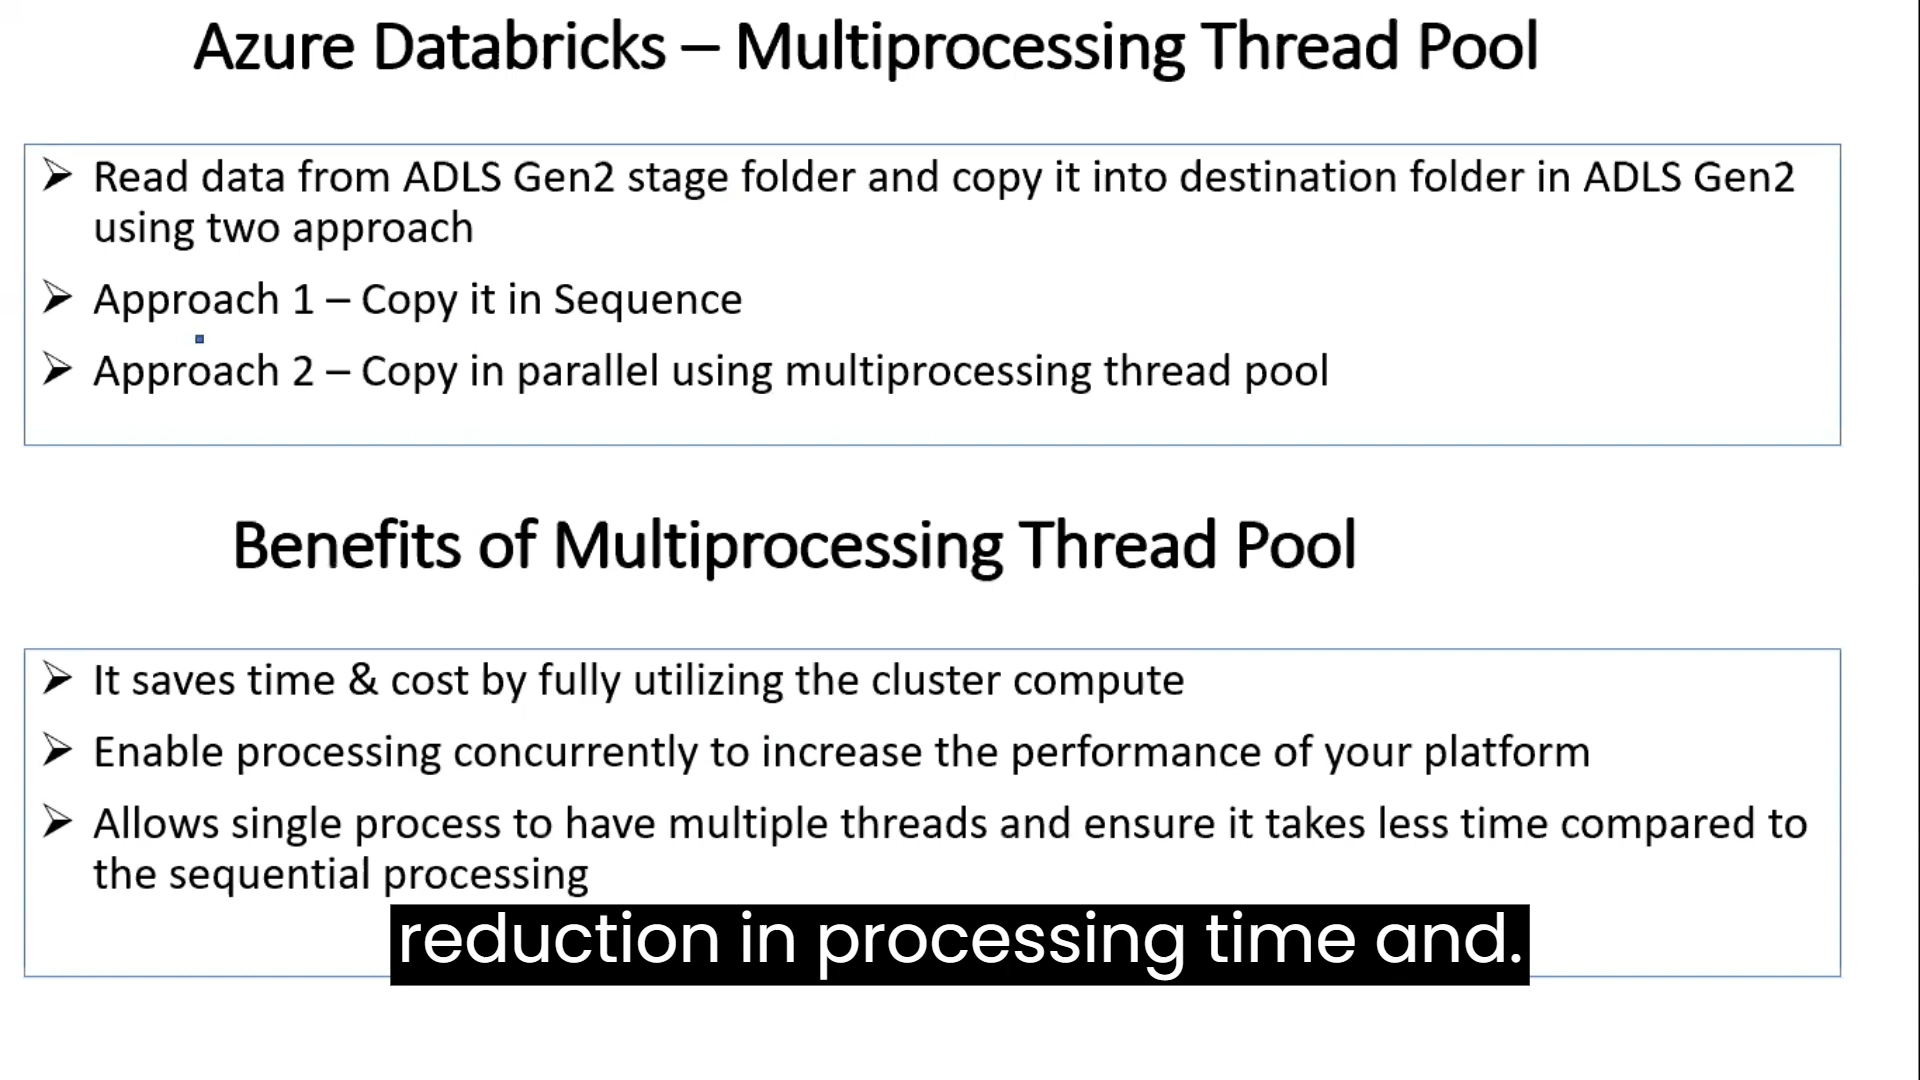 Azure Databricks – Multiprocessing Thread Pool
➢ Read data from ADLS Gen2 stage folder and copy it into destination folder in ADLS Gen2
using two approach
➢ Approach 1 – Copy it in Sequence
➢ Approach 2 – Copy in parallel using multiprocessing thread pool
Benefits of Multiprocessing Thread Pool
➢ It saves time & cost by fully utilizing the cluster compute
➢ Enable processing concurrently to increase the performance of your platform
➢ Allows single process to have multiple threads and ensure it takes less time compared to
the sequential processing
reduction in processing time and.